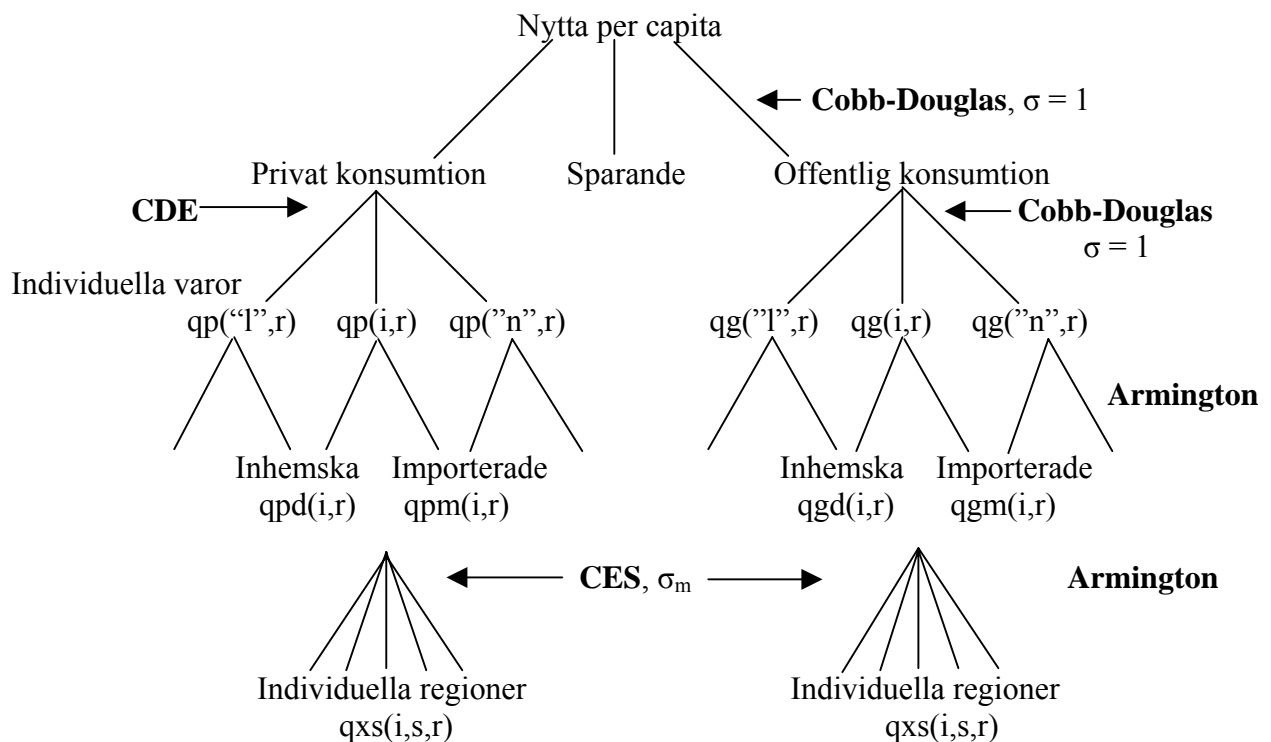 Nytta per capita
Cobb-Douglas, σ = 1
Privat konsumtion Sparande Offentlig konsumtion
CDE Cobb-Douglas
σ = 1
Individuella varor
qp(“l”,r) qp(i,r) qp(”n”,r) qg(“l”,r) qg(i,r) qg(”n”,r)
Armington
Inhemska Importerade Inhemska Importerade
qpd(i,r) qpm(i,r) qgd(i,r) qgm(i,r)
CES, σm Armington
Individuella regioner Individuella regioner
qxs(i,s,r) qxs(i,s,r)